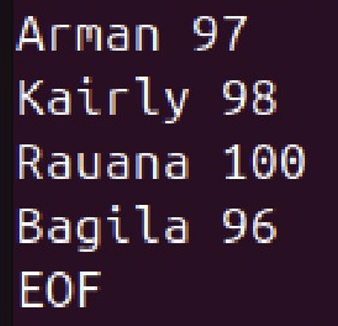 Arman 97
Kairly 98
Rauana 100
Bagila 96
EOF